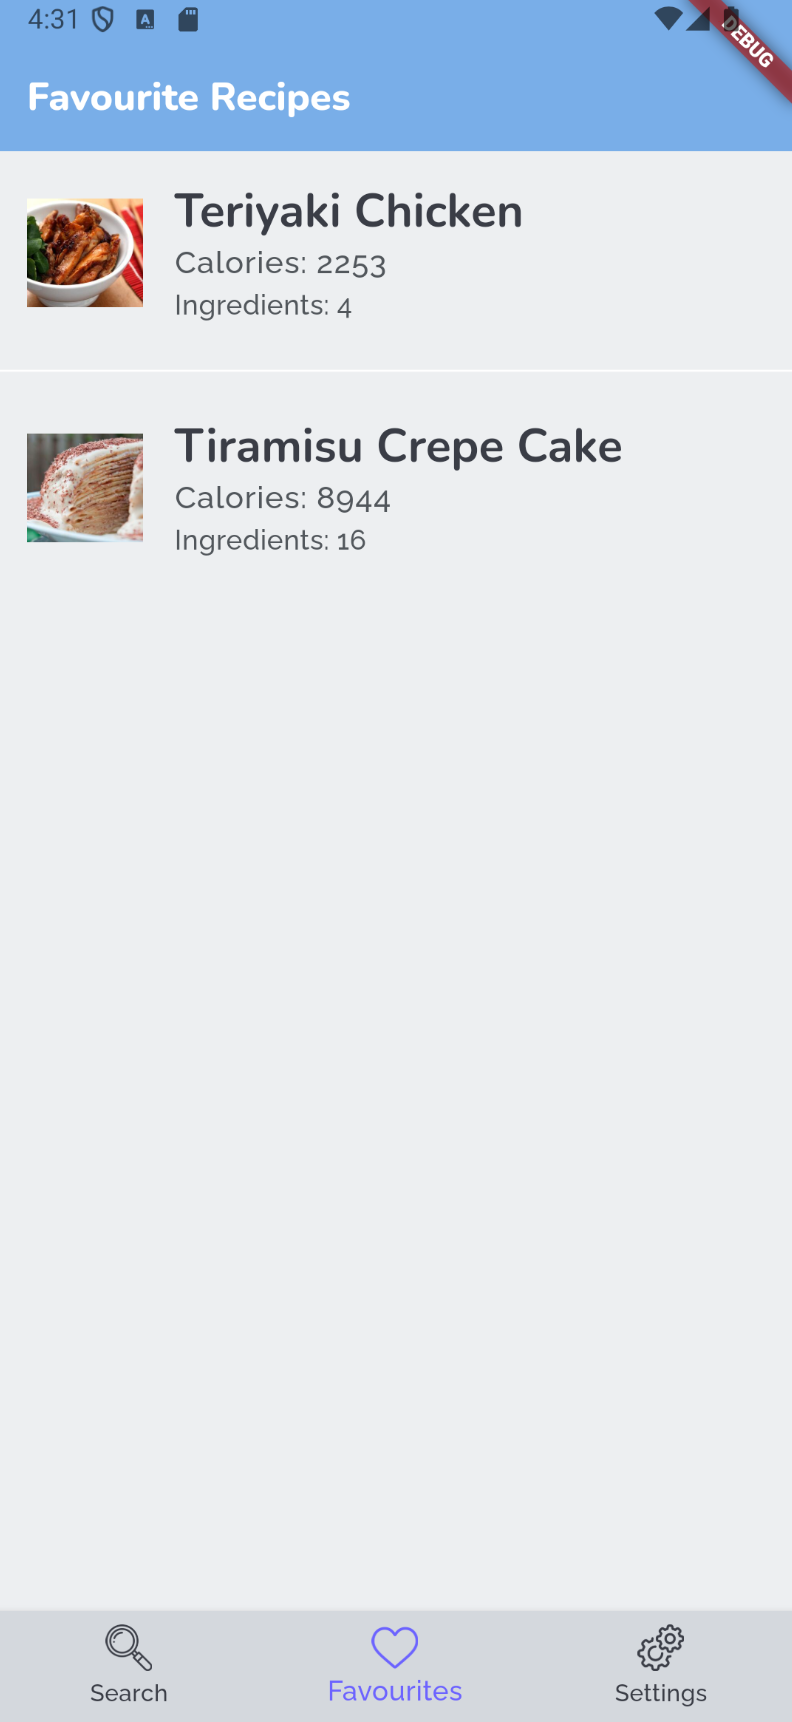 4:31
DEBUG
Favourite Recipes
Teriyaki Chicken
Calories: 2253
Ingredients: 4
Tiramisu Crepe Cake
Calories: 8944
Ingredients: 16
Search
Favourites
Settings